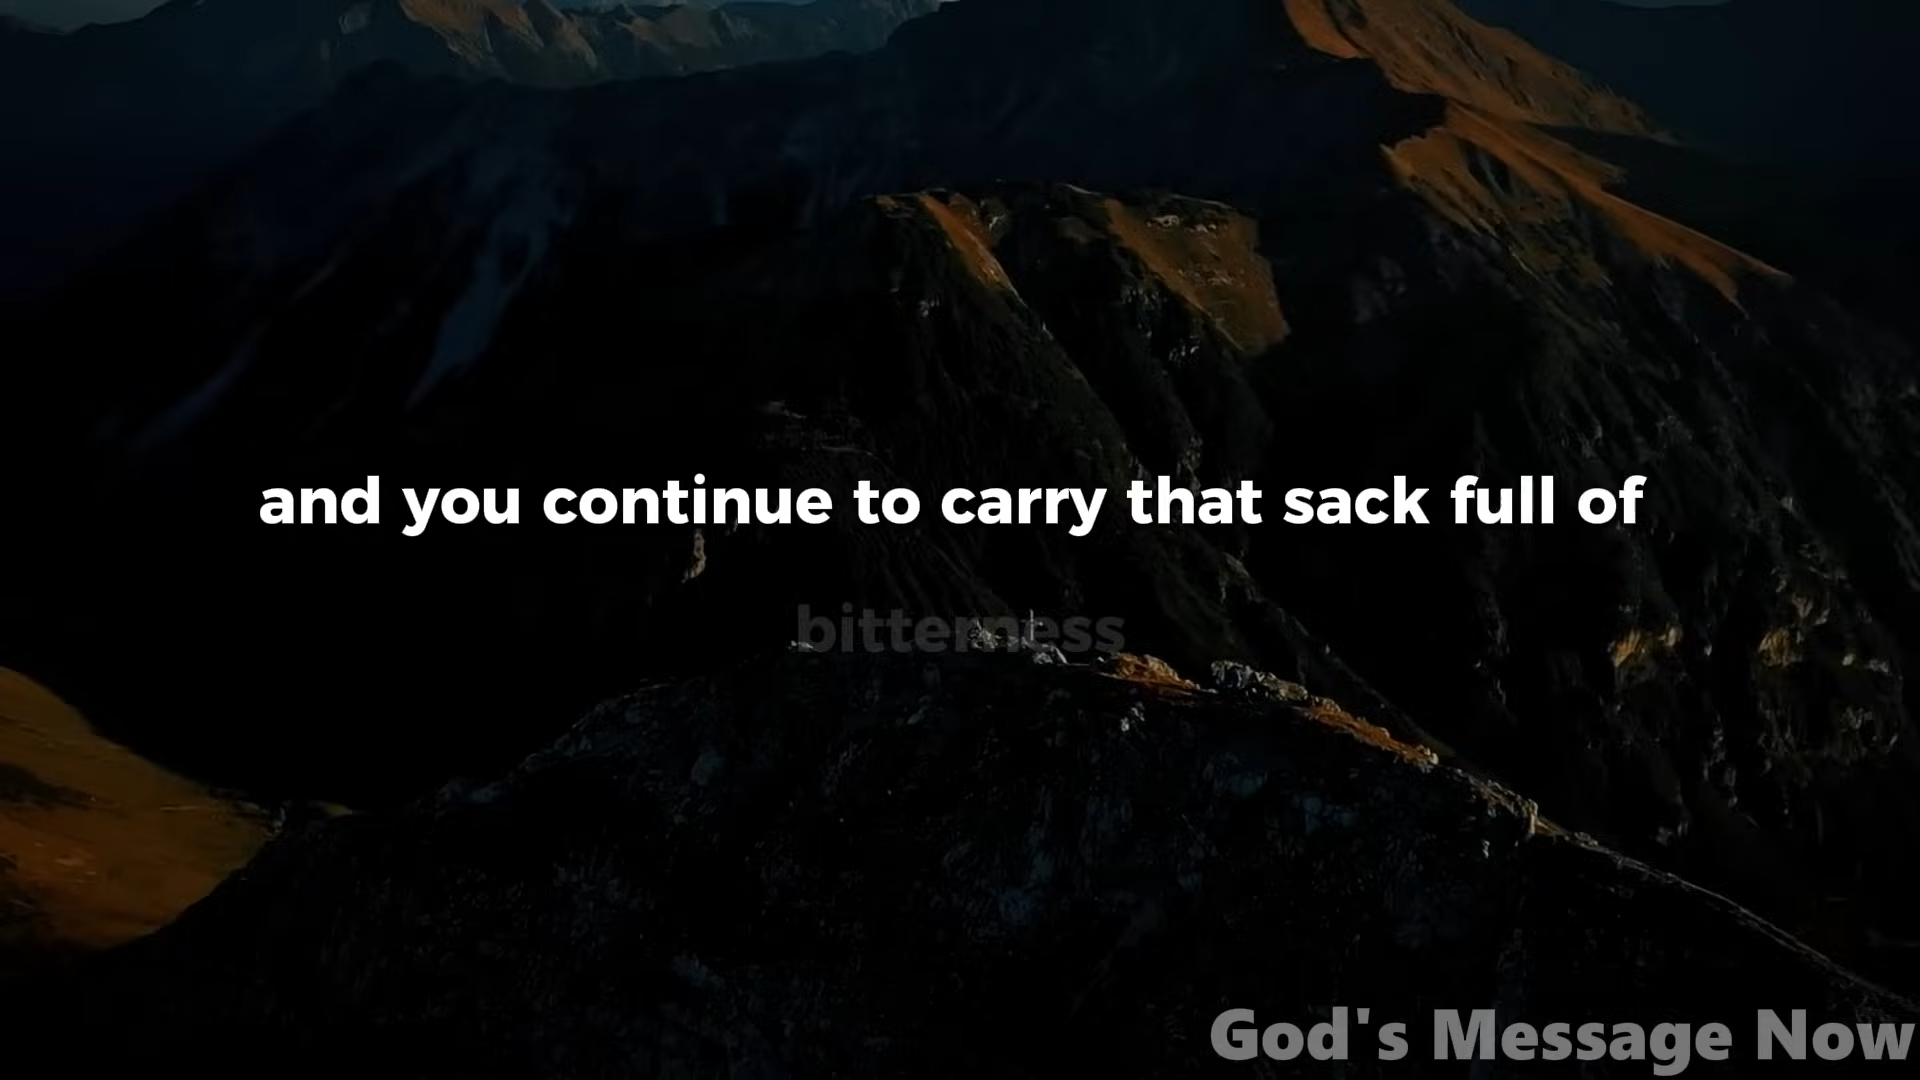 and you continue to carry that sack full of
bitterness
God's Message Now